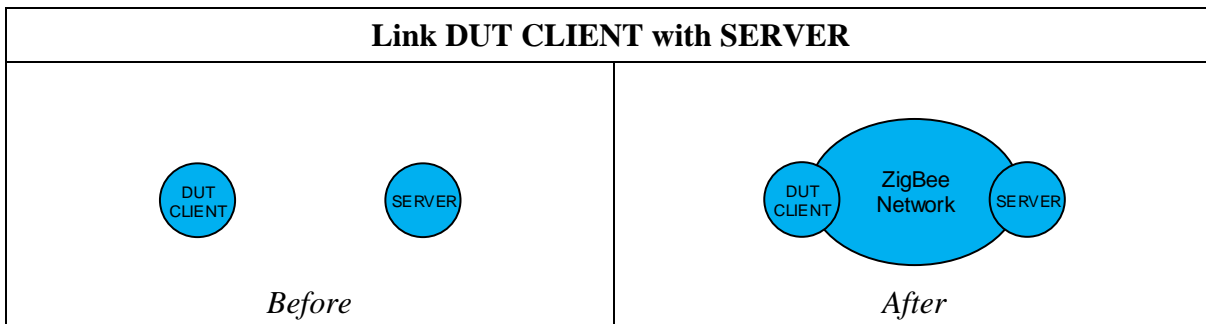 Link DUT CLIENT with SERVER
DUT
CLIENT
SERVER
Before
DUT
CLIENT
ZigBee
Network
SERVER
After